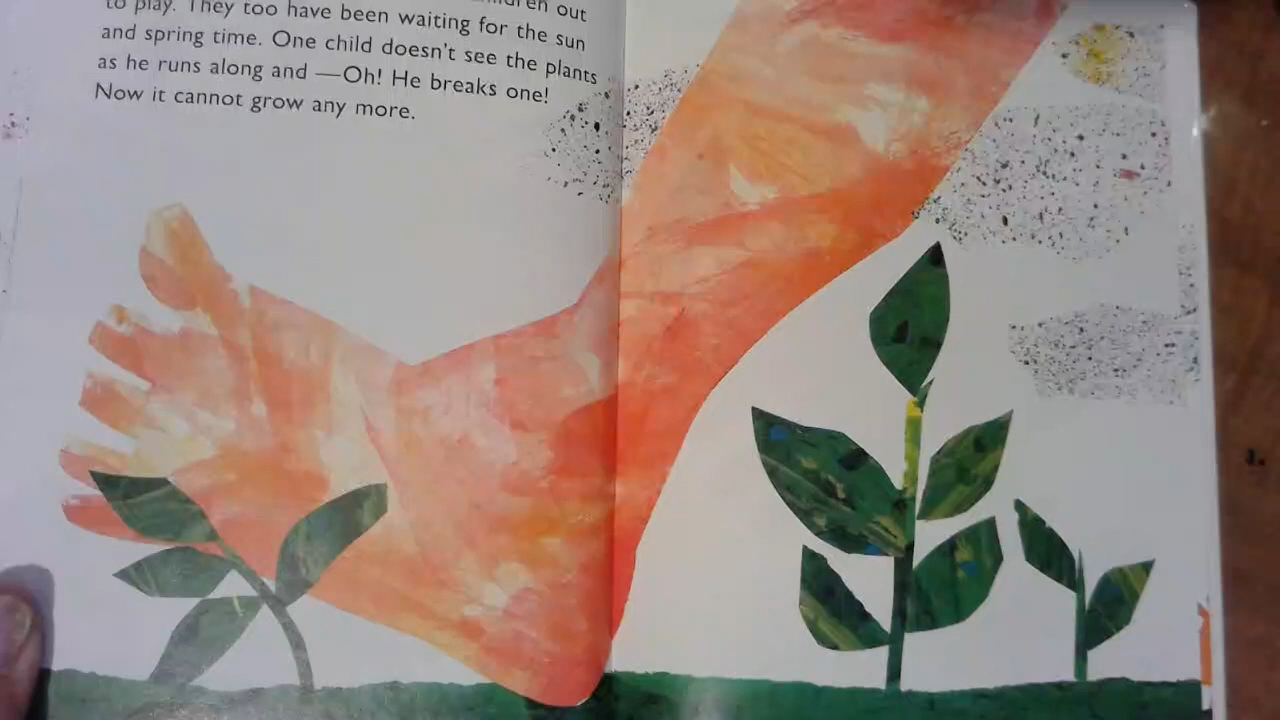 to play. They too have been waiting for the sun
and spring time. One child doesn't see the plants
as he runs along and —Oh! He breaks one!
Now it cannot grow any more.